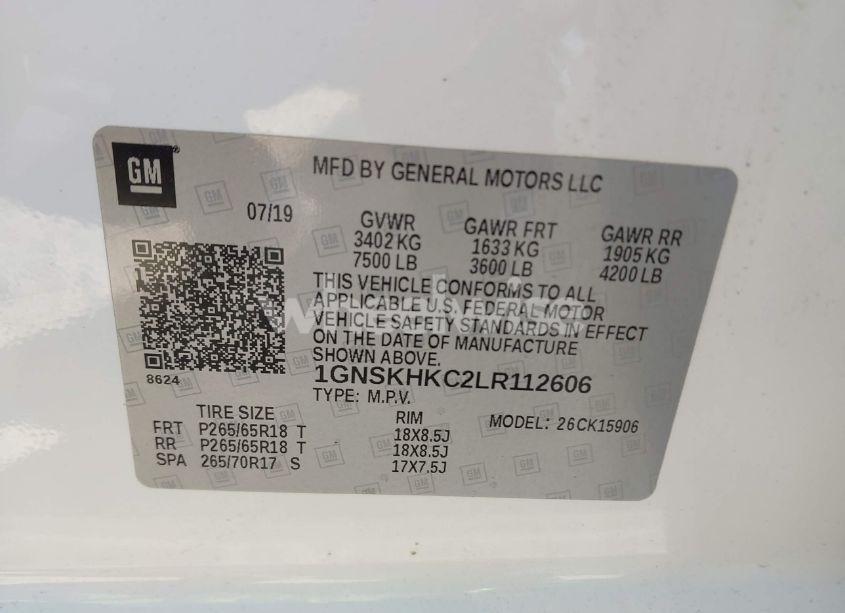 GM
MFD BY GENERAL MOTORS LLC
07/19
GVWR GAWR FRT GAWR RR
3402 KG 1633 KG 1905 KG
7500 LB 3600 LB 4200 LB
THIS VEHICLE CONFORMS TO ALL
APPLICABLE U.S. FEDERAL MOTOR
VEHICLE SAFETY STANDARDS IN EFFECT
ON THE DATE OF MANUFACTURE
SHOWN ABOVE.
8624
1GNSKHKC2LR112606
TYPE: M.P.V.
TIRE SIZE RIM MODEL: 26CK15906
FRT P265/65R18 T 18X8.5J
RR P265/65R18 T 18X8.5J
SPA 265/70R17 S 17X7.5J